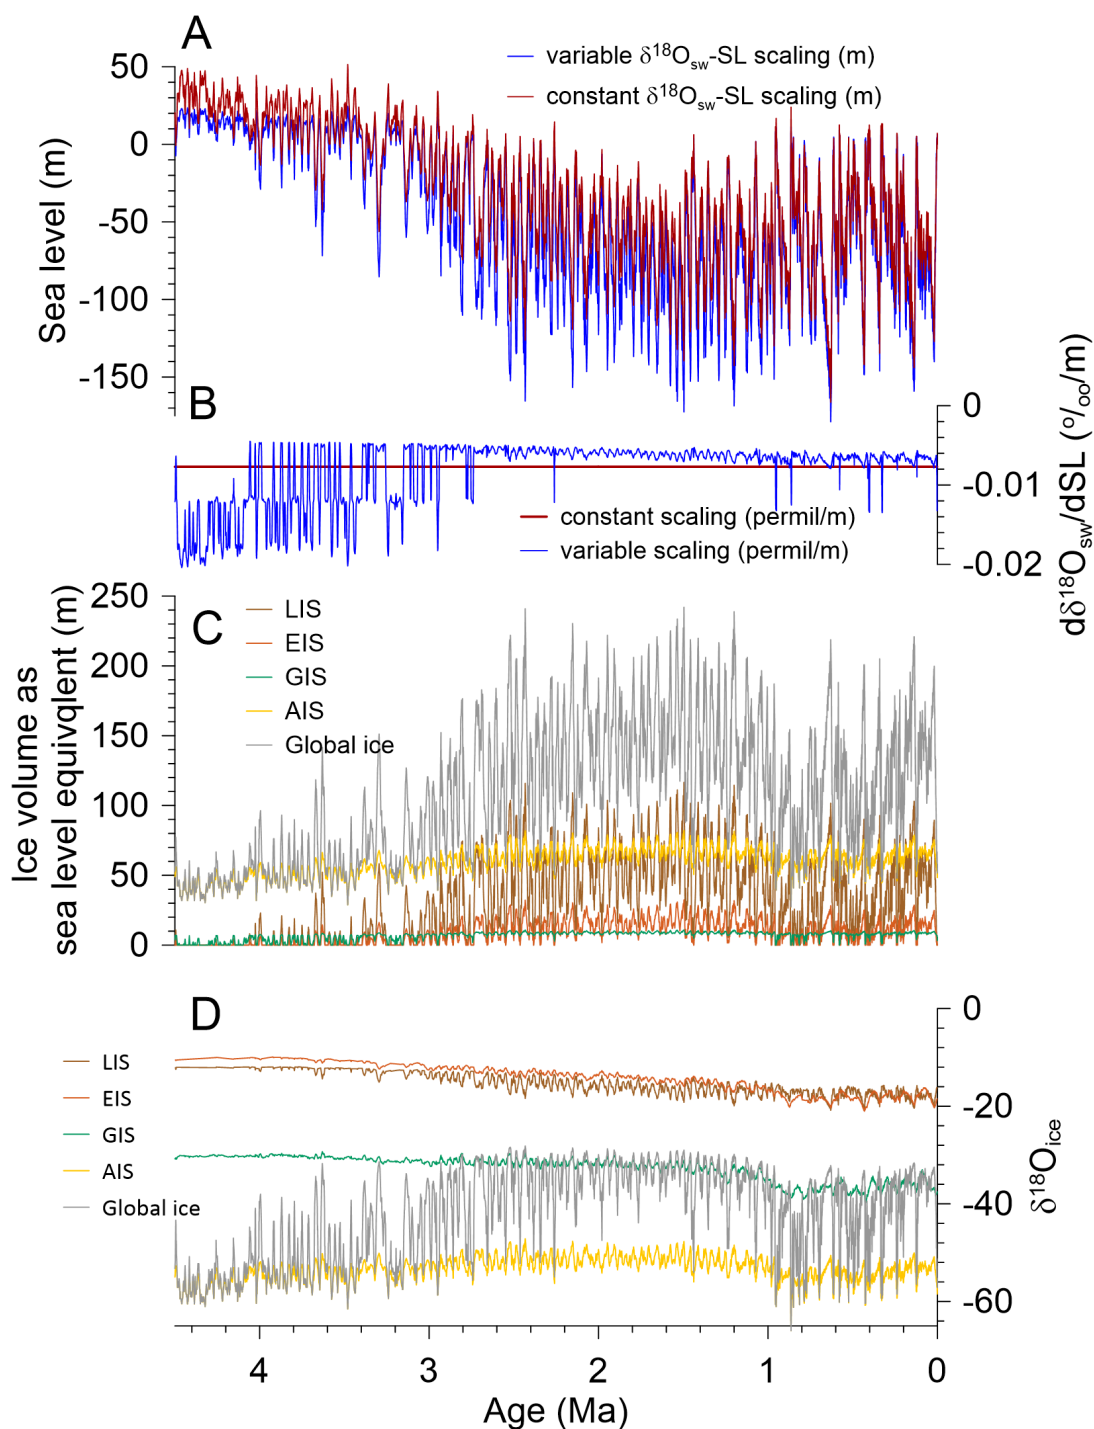 A
variable δ¹⁸Osw-SL scaling (m)
constant δ¹⁸Osw-SL scaling (m)
50
0
-50
-100
-150
Sea level (m)
B
0
-0.01
-0.02
dδ¹⁸Osw/dSL (º/oo/m)
constant scaling (permil/m)
variable scaling (permil/m)
C
250
200
150
100
50
0
Ice volume as
sea level equivqlent (m)
LIS
EIS
GIS
AIS
Global ice
D
0
-20
-40
-60
δ¹⁸Oice
LIS
EIS
GIS
AIS
Global ice
4
3
2
1
0
Age (Ma)